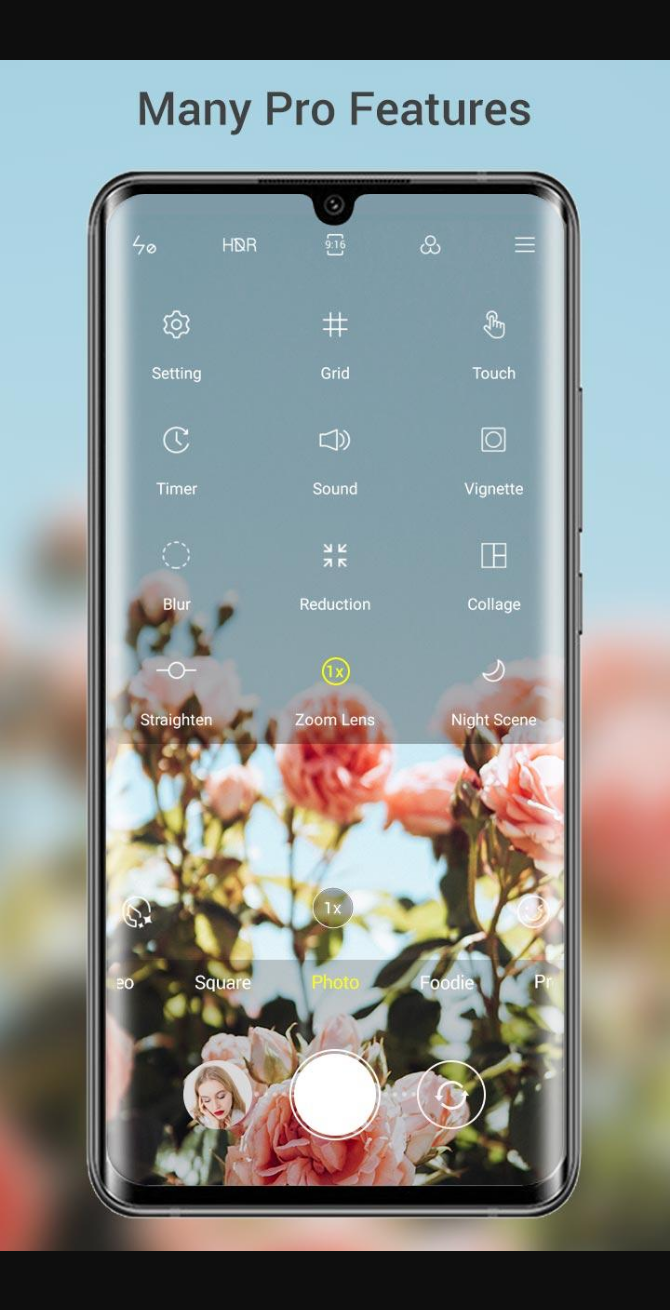 Many Pro Features
HDR
9:16
Setting Grid Touch
Timer Sound Vignette
Blur Reduction Collage
1x
Straighten Zoom Lens Night Scene
1x
eo Square Photo Foodie Pr